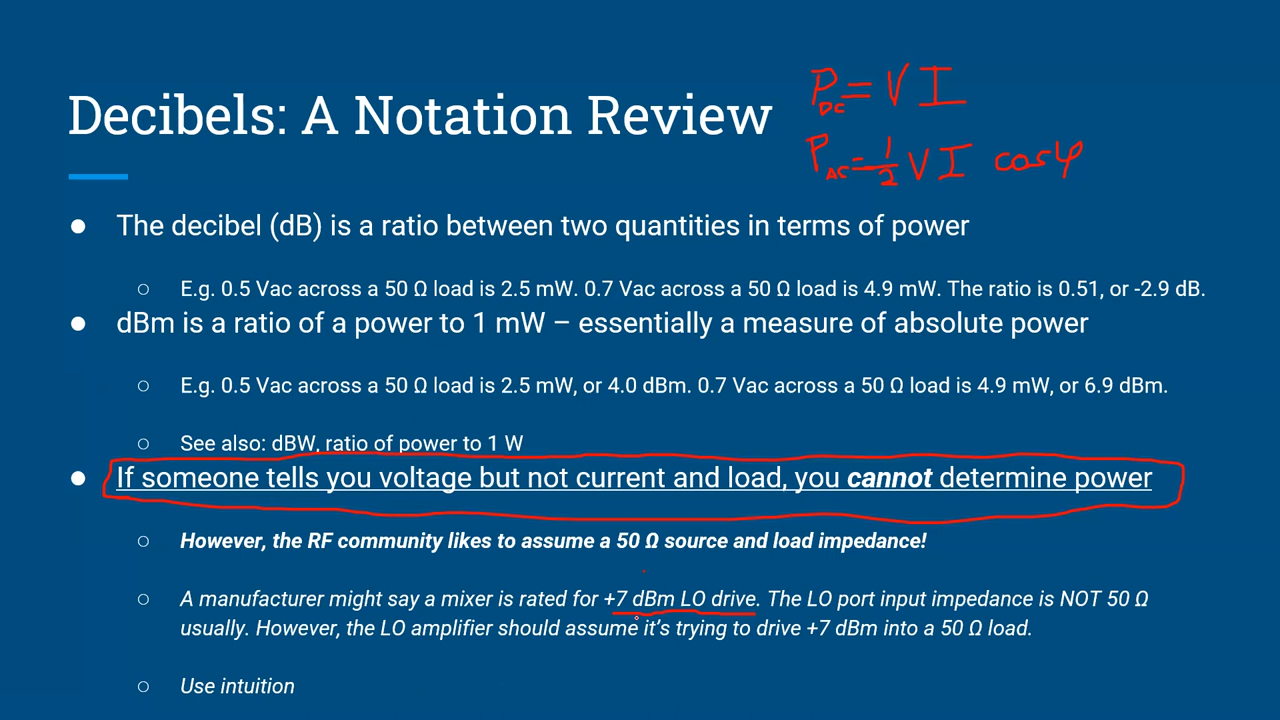 Decibels: A Notation Review
P_DC = V I
P_AC = 1/2 V I cos φ
● The decibel (dB) is a ratio between two quantities in terms of power
○ E.g. 0.5 Vac across a 50 Ω load is 2.5 mW. 0.7 Vac across a 50 Ω load is 4.9 mW. The ratio is 0.51, or -2.9 dB.
● dBm is a ratio of a power to 1 mW – essentially a measure of absolute power
○ E.g. 0.5 Vac across a 50 Ω load is 2.5 mW, or 4.0 dBm. 0.7 Vac across a 50 Ω load is 4.9 mW, or 6.9 dBm.
○ See also: dBW, ratio of power to 1 W
● If someone tells you voltage but not current and load, you cannot determine power
○ However, the RF community likes to assume a 50 Ω source and load impedance!
○ A manufacturer might say a mixer is rated for +7 dBm LO drive. The LO port input impedance is NOT 50 Ω
usually. However, the LO amplifier should assume it's trying to drive +7 dBm into a 50 Ω load.
○ Use intuition